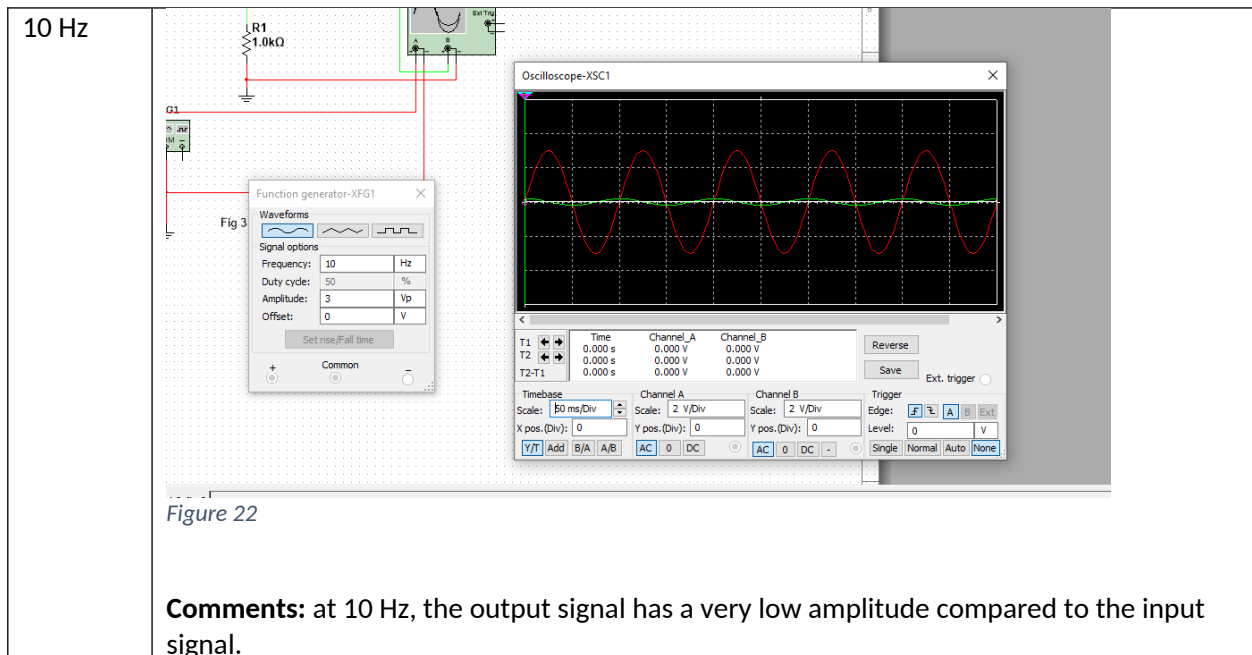 10 Hz
R1
1.0kΩ
Ext Trig
A B
G1
Oscilloscope-XSC1
Function generator-XFG1
Waveforms
Signal options
Frequency: 10 Hz
Duty cycle: 50 %
Amplitude: 3 Vp
Offset: 0 V
Set rise/Fall time
+ Common −
Fig 3
Time Channel_A Channel_B
T1 0.000 s 0.000 V 0.000 V
T2 0.000 s 0.000 V 0.000 V
T2-T1 0.000 s 0.000 V 0.000 V
Reverse
Save
Ext. trigger
Timebase
Scale: 50 ms/Div
X pos.(Div): 0
Y/T Add B/A A/B
Channel A
Scale: 2 V/Div
Y pos.(Div): 0
AC 0 DC
Channel B
Scale: 2 V/Div
Y pos.(Div): 0
AC 0 DC -
Trigger
Edge: A B Ext
Level: 0 V
Single Normal Auto None
Figure 22
Comments: at 10 Hz, the output signal has a very low amplitude compared to the input
signal.